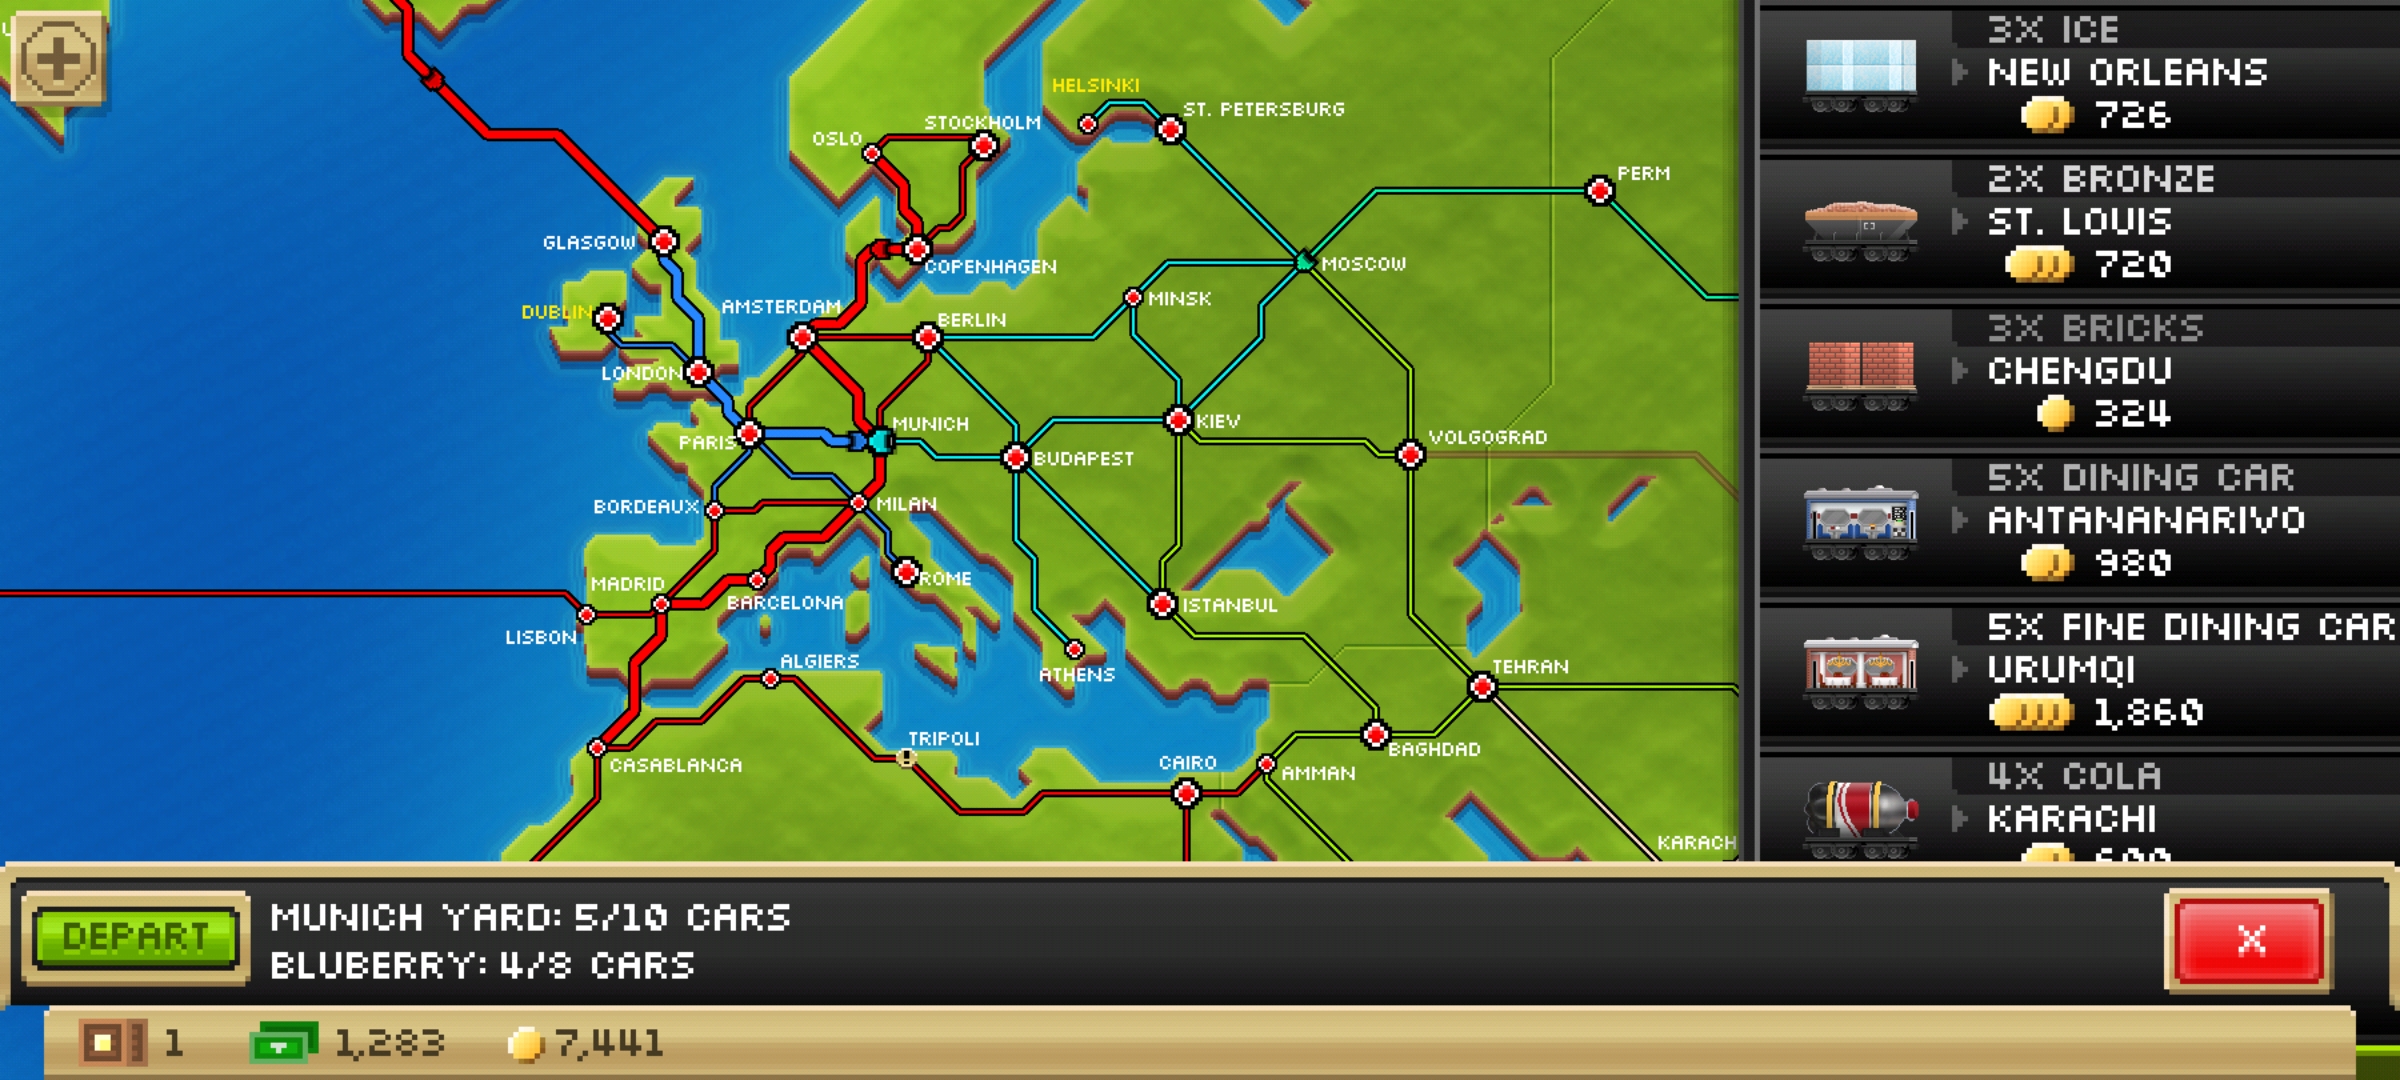 HELSINKI
ST. PETERSBURG
STOCKHOLM
OSLO
PERM
GLASGOW
COPENHAGEN
MOSCOW
MINSK
AMSTERDAM
DUBLIN
BERLIN
LONDON
MUNICH
KIEV
PARIS
BUDAPEST
VOLGOGRAD
BORDEAUX
MILAN
MADRID
ROME
BARCELONA
ISTANBUL
LISBON
ALGIERS
ATHENS
TEHRAN
TRIPOLI
BAGHDAD
CASABLANCA
CAIRO
AMMAN
KARACH
3X ICE
NEW ORLEANS
726
2X BRONZE
ST. LOUIS
720
3X BRICKS
CHENGDU
324
5X DINING CAR
ANTANANARIVO
980
5X FINE DINING CAR
URUMQI
1,860
4X COLA
KARACHI
600
DEPART
MUNICH YARD: 5/10 CARS
BLUBERRY: 4/8 CARS
X
1
1,283
7,441